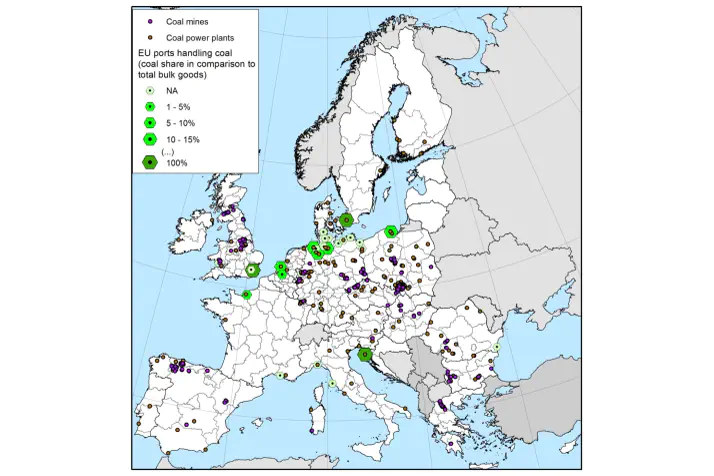 Coal mines
Coal power plants
EU ports handling coal
(coal share in comparison to
total bulk goods)
NA
1 - 5%
5 - 10%
10 - 15%
(...)
100%